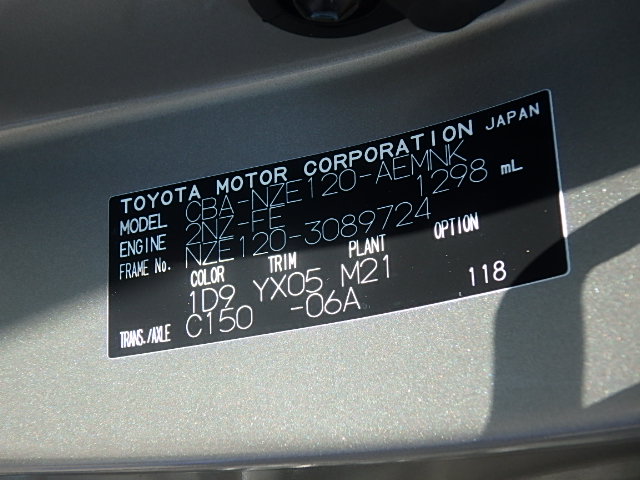 TOYOTA MOTOR CORPORATION JAPAN
MODEL CBA-NZE120-AEMNK
ENGINE 2NZ-FE 1298 mL
FRAME No. NZE120-3089724
COLOR TRIM PLANT OPTION
1D9 YX05 M21 118
TRANS./AXLE C150 -06A